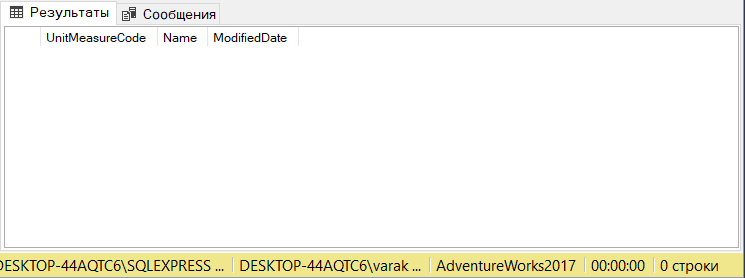 Результаты Сообщения
UnitMeasureCode Name ModifiedDate
DESKTOP-44AQTC6\SQLEXPRESS ... DESKTOP-44AQTC6\varak ... AdventureWorks2017 00:00:00 0 строки